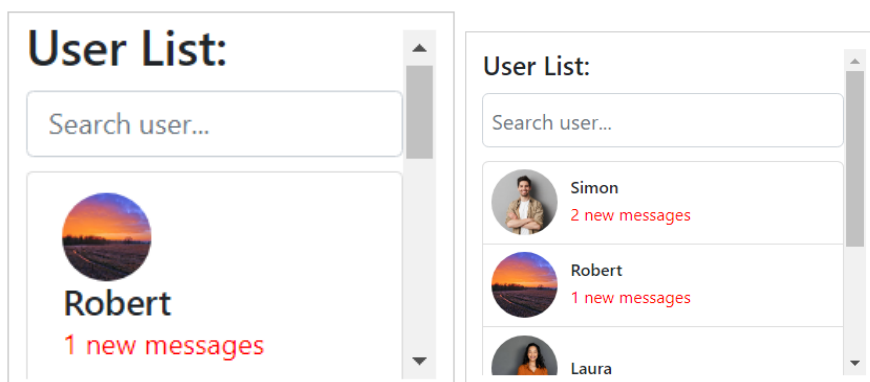 User List:
Search user...
Robert
1 new messages
User List:
Search user...
Simon
2 new messages
Robert
1 new messages
Laura